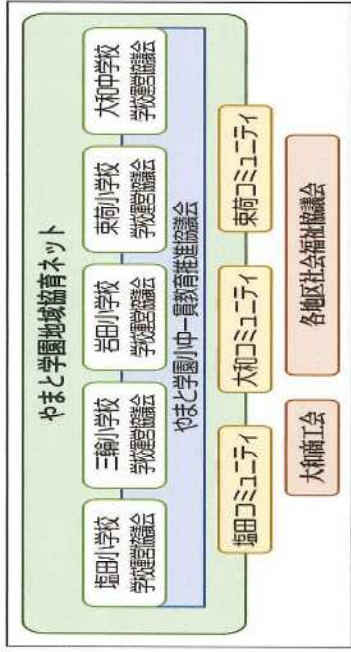 やまと学園地域協育ネット
塩田小学校
学校運営協議会
三輪小学校
学校運営協議会
岩田小学校
学校運営協議会
束荷小学校
学校運営協議会
大和中学校
学校運営協議会
やまと学園小中一貫教育推進協議会
塩田コミュニティ
大和コミュニティ
束荷コミュニティ
大和商工会
各地区社会福祉協議会